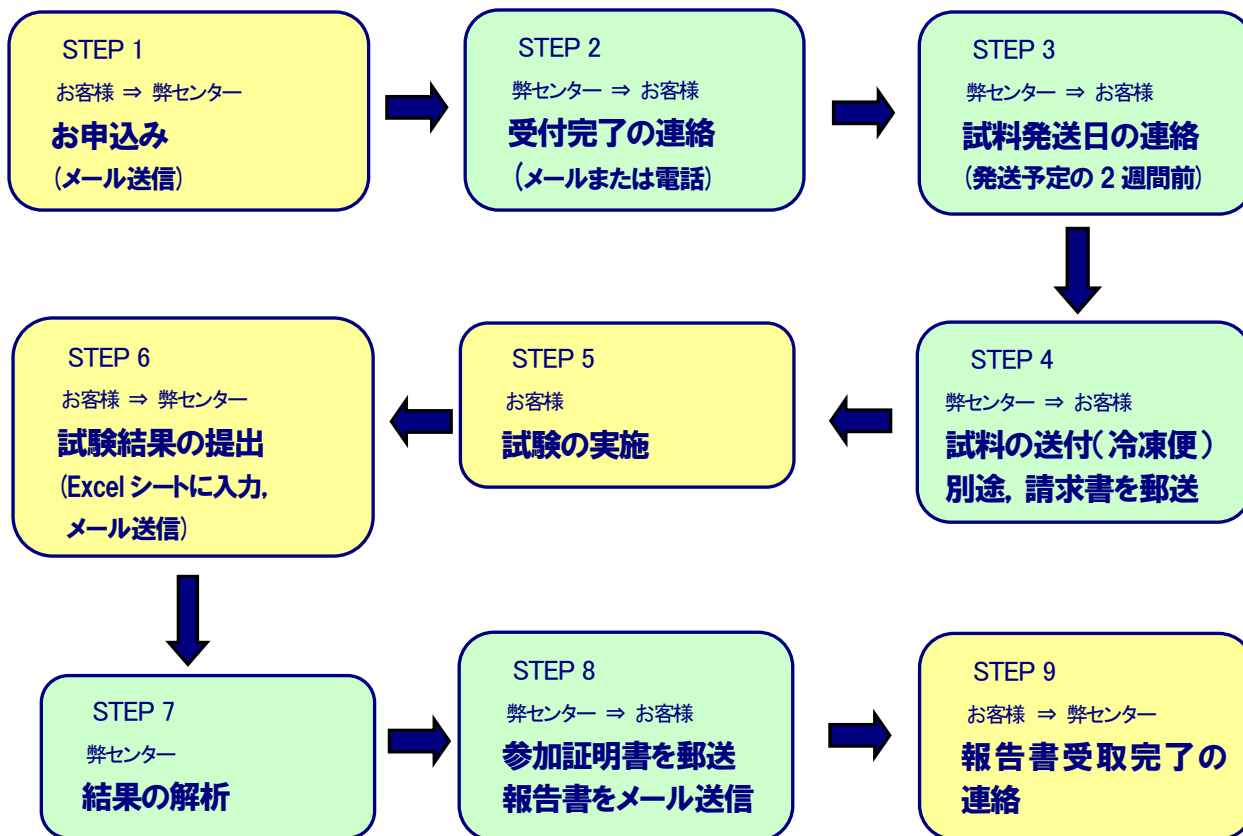 STEP 1
お客様 ⇒ 弊センター
お申込み
(メール送信)
STEP 2
弊センター ⇒ お客様
受付完了の連絡
(メールまたは電話)
STEP 3
弊センター ⇒ お客様
試料発送日の連絡
(発送予定の 2 週間前)
STEP 4
弊センター ⇒ お客様
試料の送付(冷凍便)
別途, 請求書を郵送
STEP 5
お客様
試験の実施
STEP 6
お客様 ⇒ 弊センター
試験結果の提出
(Excel シートに入力,
メール送信)
STEP 7
弊センター
結果の解析
STEP 8
弊センター ⇒ お客様
参加証明書を郵送
報告書をメール送信
STEP 9
お客様 ⇒ 弊センター
報告書受取完了の
連絡